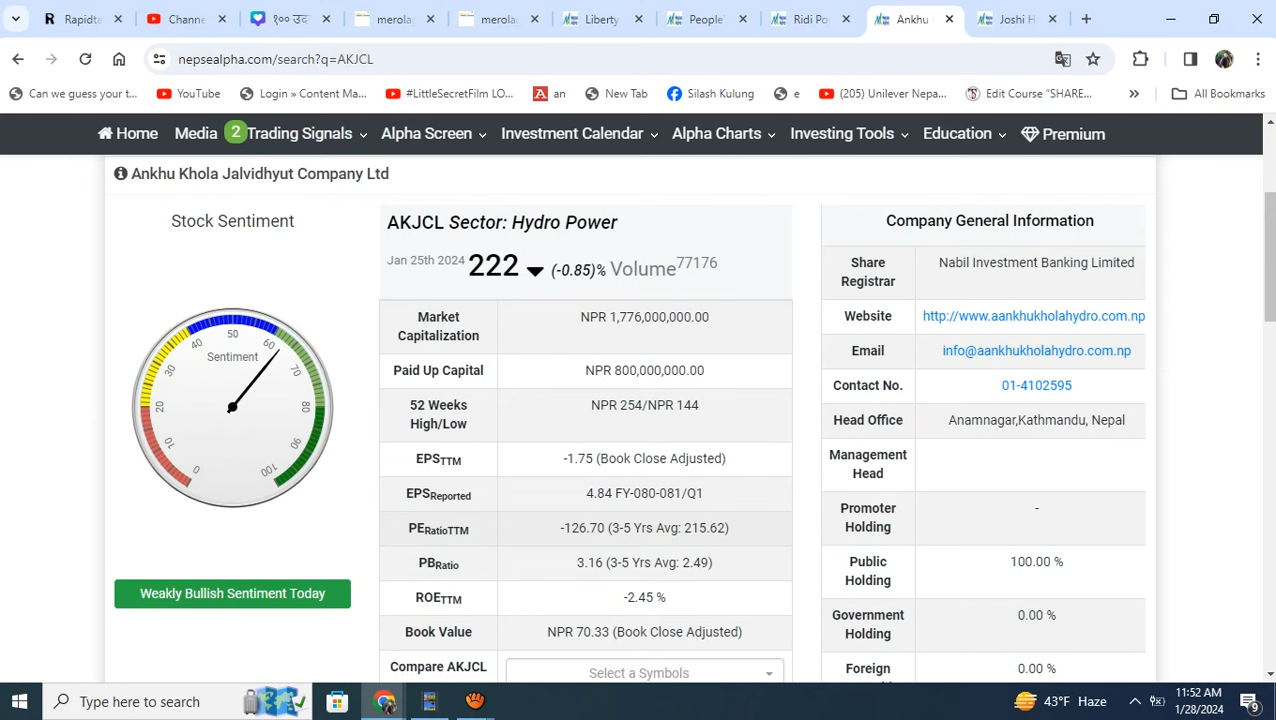 Rapidta
Channel
१०० उदा
merolag
merolag
Liberty
People
Ridi Po
Ankhu
Joshi H
nepsealpha.com/search?q=AKJCL
Can we guess your t...
YouTube
Login » Content Ma...
#LittleSecretFilm LO...
an
New Tab
Silash Kulung
e
(205) Unilever Nepa...
Edit Course “SHARE...
»
All Bookmarks
Home
Media
2
Trading Signals
Alpha Screen
Investment Calendar
Alpha Charts
Investing Tools
Education
Premium
Ankhu Khola Jalvidhyut Company Ltd
Stock Sentiment
0
10
20
30
40
50
60
70
80
90
100
Sentiment
Weakly Bullish Sentiment Today
AKJCL Sector: Hydro Power
Jan 25th 2024 222 (-0.85)% Volume 77176
Market Capitalization
NPR 1,776,000,000.00
Paid Up Capital
NPR 800,000,000.00
52 Weeks High/Low
NPR 254/NPR 144
EPSTTM
-1.75 (Book Close Adjusted)
EPSReported
4.84 FY-080-081/Q1
PERatioTTM
-126.70 (3-5 Yrs Avg: 215.62)
PBRatio
3.16 (3-5 Yrs Avg: 2.49)
ROETTM
-2.45 %
Book Value
NPR 70.33 (Book Close Adjusted)
Compare AKJCL
Select a Symbols
Company General Information
Share Registrar
Nabil Investment Banking Limited
Website
http://www.aankhukholahydro.com.np
Email
info@aankhukholahydro.com.np
Contact No.
01-4102595
Head Office
Anamnagar,Kathmandu, Nepal
Management Head
Promoter Holding
-
Public Holding
100.00 %
Government Holding
0.00 %
Foreign
0.00 %
Type here to search
43°F Haze
11:52 AM
1/28/2024
9